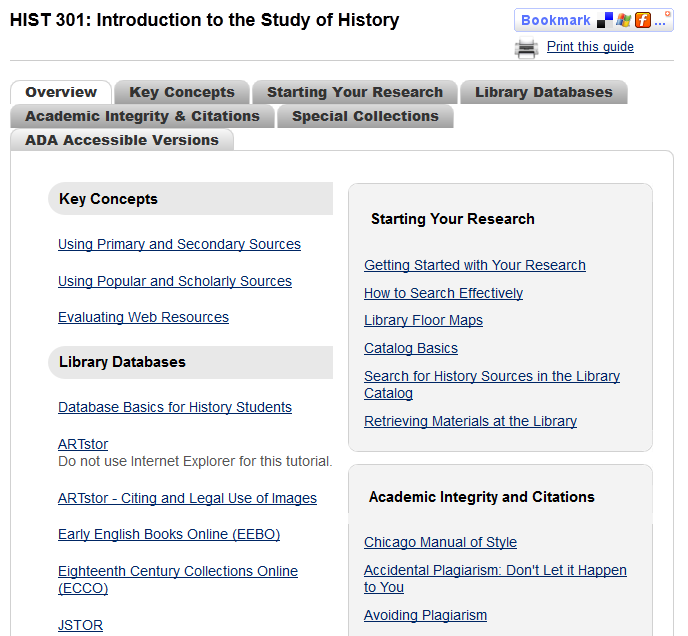 HIST 301: Introduction to the Study of History
Bookmark ...
Print this guide
Overview
Key Concepts
Starting Your Research
Library Databases
Academic Integrity & Citations
Special Collections
ADA Accessible Versions
Key Concepts
Using Primary and Secondary Sources
Using Popular and Scholarly Sources
Evaluating Web Resources
Library Databases
Database Basics for History Students
ARTstor
Do not use Internet Explorer for this tutorial.
ARTstor - Citing and Legal Use of Images
Early English Books Online (EEBO)
Eighteenth Century Collections Online
(ECCO)
JSTOR
Starting Your Research
Getting Started with Your Research
How to Search Effectively
Library Floor Maps
Catalog Basics
Search for History Sources in the Library
Catalog
Retrieving Materials at the Library
Academic Integrity and Citations
Chicago Manual of Style
Accidental Plagiarism: Don't Let it Happen
to You
Avoiding Plagiarism